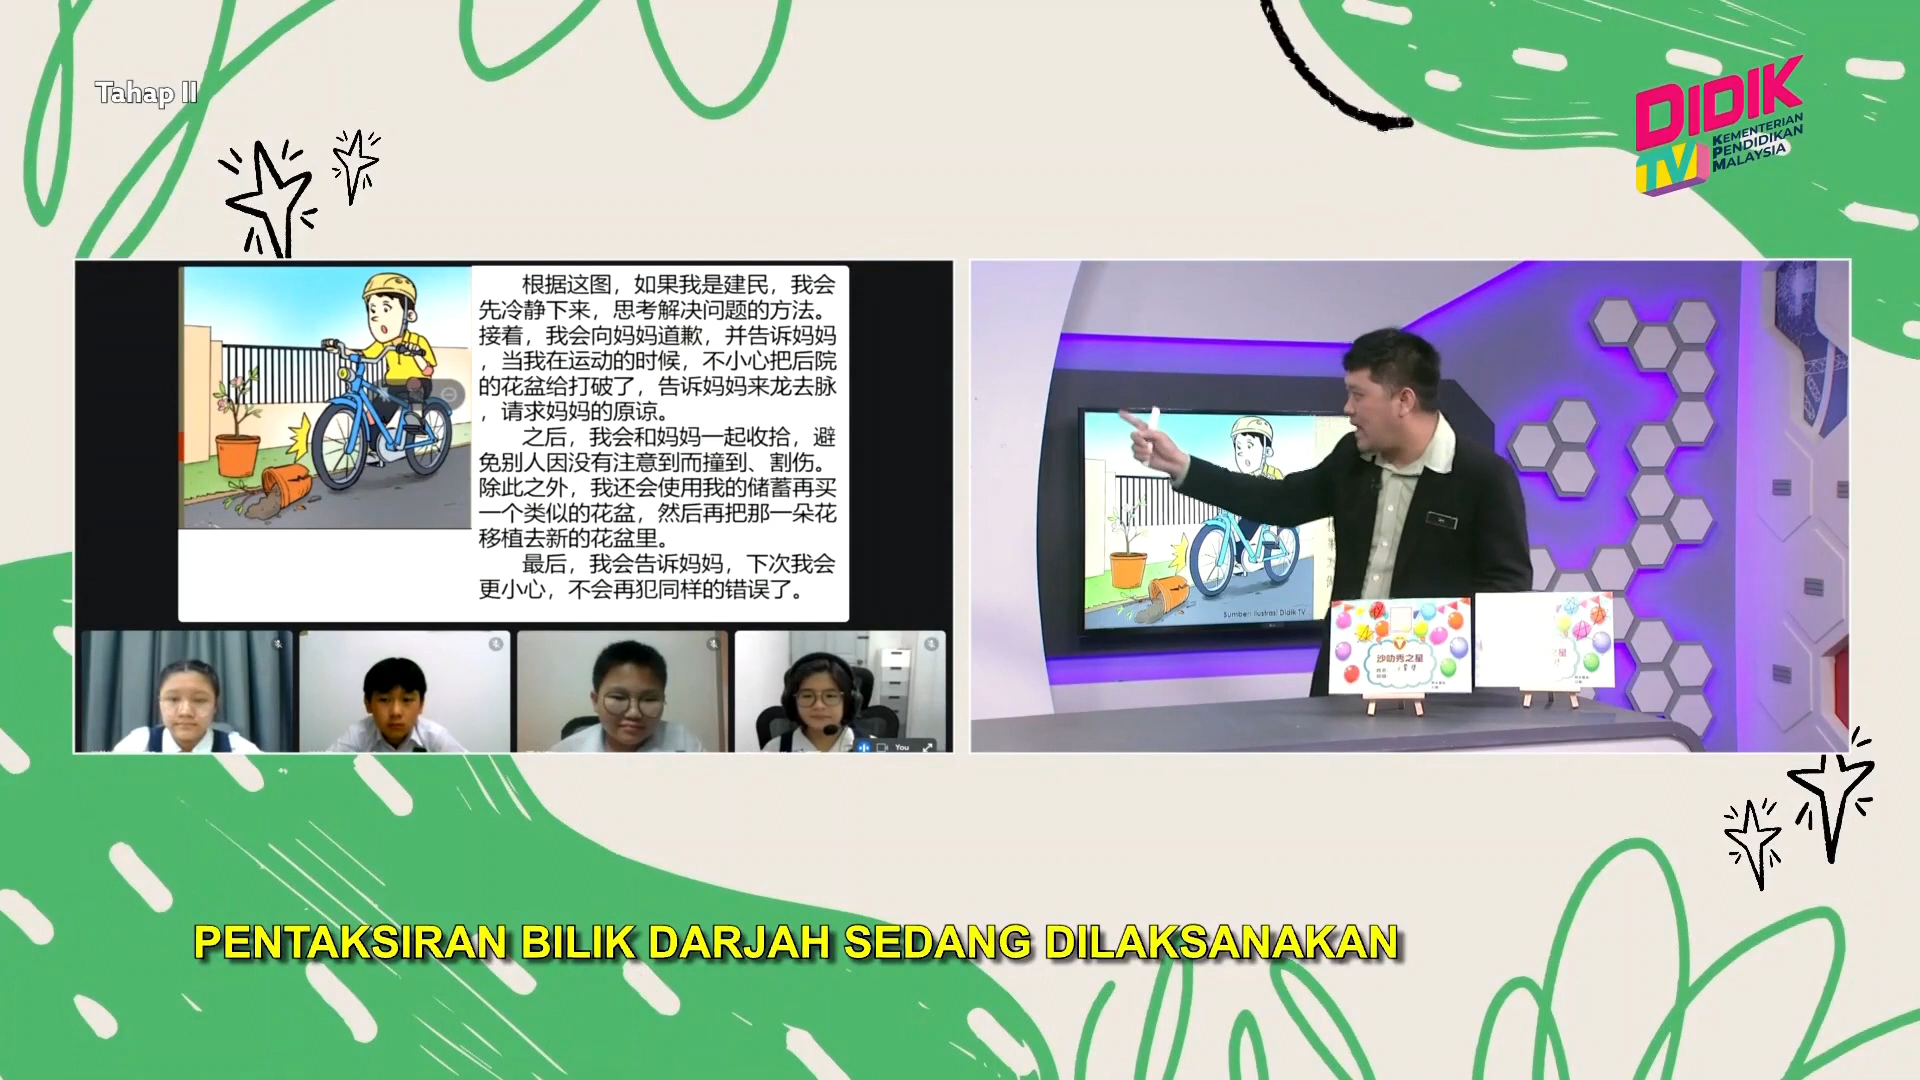 Tahap II
DIDIK
TV
KEMENTERIAN
PENDIDIKAN
MALAYSIA
根据这图，如果我是建民，我会
先冷静下来，思考解决问题的方法。
接着，我会向妈妈道歉，并告诉妈妈
，当我在运动的时候，不小心把后院
的花盆给打破了，告诉妈妈来龙去脉
，请求妈妈的原谅。
之后，我会和妈妈一起收拾，避
免别人因没有注意到而撞到、割伤。
除此之外，我还会使用我的储蓄再买
一个类似的花盆，然后再把那一朵花
移植去新的花盆里。
最后，我会告诉妈妈，下次我会
更小心，不会再犯同样的错误了。
You
Sumber: Ilustrasi Didik TV
沙叻秀之星
之星
PENTAKSIRAN BILIK DARJAH SEDANG DILAKSANAKAN